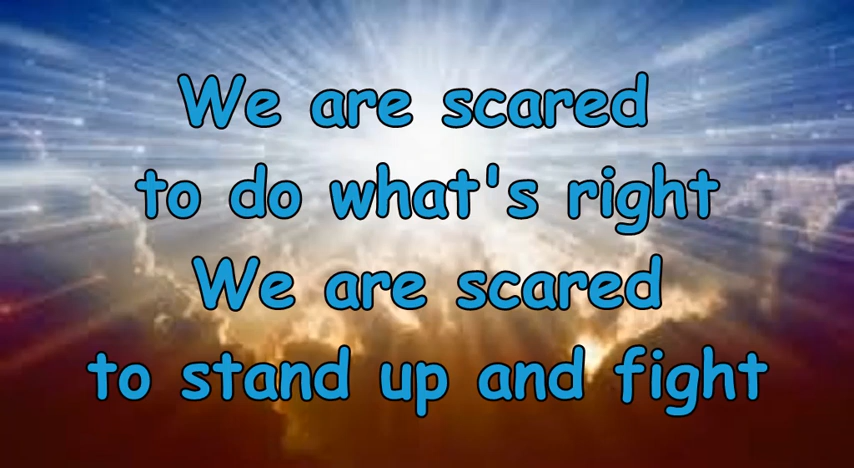 We are scared
to do what's right
We are scared
to stand up and fight